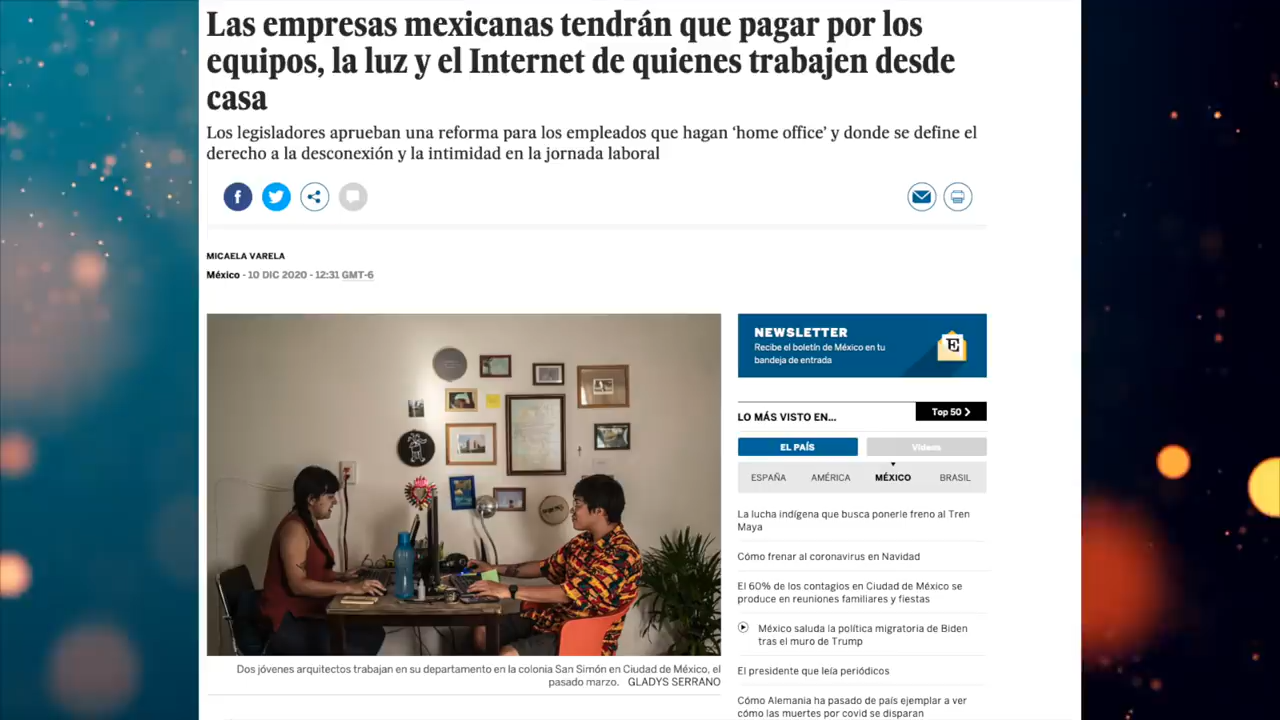 Las empresas mexicanas tendrán que pagar por los
equipos, la luz y el Internet de quienes trabajen desde
casa
Los legisladores aprueban una reforma para los empleados que hagan ‘home office’ y donde se define el
derecho a la desconexión y la intimidad en la jornada laboral
MICAELA VARELA
México - 10 DIC 2020 - 12:31 GMT-6
Dos jóvenes arquitectos trabajan en su departamento en la colonia San Simón en Ciudad de México, el
pasado marzo. GLADYS SERRANO
NEWSLETTER
Recibe el boletín de México en tu
bandeja de entrada
E
LO MÁS VISTO EN...
Top 50
EL PAÍS
Vídeos
ESPAÑA AMÉRICA MÉXICO BRASIL
La lucha indígena que busca ponerle freno al Tren
Maya
Cómo frenar al coronavirus en Navidad
El 60% de los contagios en Ciudad de México se
produce en reuniones familiares y fiestas
México saluda la política migratoria de Biden
tras el muro de Trump
El presidente que leía periódicos
Cómo Alemania ha pasado de país ejemplar a ver
cómo las muertes por covid se disparan